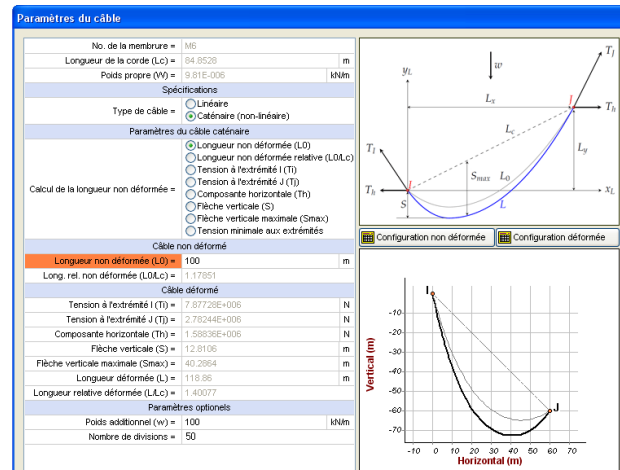 Paramètres du câble
No. de la membrure = M6
Longueur de la corde (Lc) = 84.8528 m
Poids propre (W) = 9.81E-006 kN/m
Spécifications
Type de câble =
Linéaire
Caténaire (non-linéaire)
Paramètres du câble caténaire
Calcul de la longueur non déformée =
Longueur non déformée (L0)
Longueur non déformée relative (L0/Lc)
Tension à l'extrémité I (Ti)
Tension à l'extrémité J (Tj)
Composante horizontale (Th)
Flèche verticale (S)
Flèche verticale maximale (Smax)
Tension minimale aux extrémités
Câble non déformé
Longueur non déformée (L0) = 100 m
Long. rel. non déformée (L0/Lc) = 1.17851
Câble déformé
Tension à l'extrémité I (Ti) = 7.87728E+006 N
Tension à l'extrémité J (Tj) = 2.78244E+006 N
Composante horizontale (Th) = 1.58836E+006 N
Flèche verticale (S) = 12.8106 m
Flèche verticale maximale (Smax) = 40.2864 m
Longueur déformée (L) = 118.86 m
Longueur relative déformée (L/Lc) = 1.40077
Paramètres optionels
Poids additionnel (w) = 100 kN/m
Nombre de divisions = 50
yL
w
TJ
Lx
J
Th
Lc
Ly
TI
I
Smax
L0
Th
xL
S
L
Configuration non déformée
Configuration déformée
I
-10
-20
-30
-40
-50
-60
-70
J
Vertical (m)
-10 0 10 20 30 40 50 60 70
Horizontal (m)